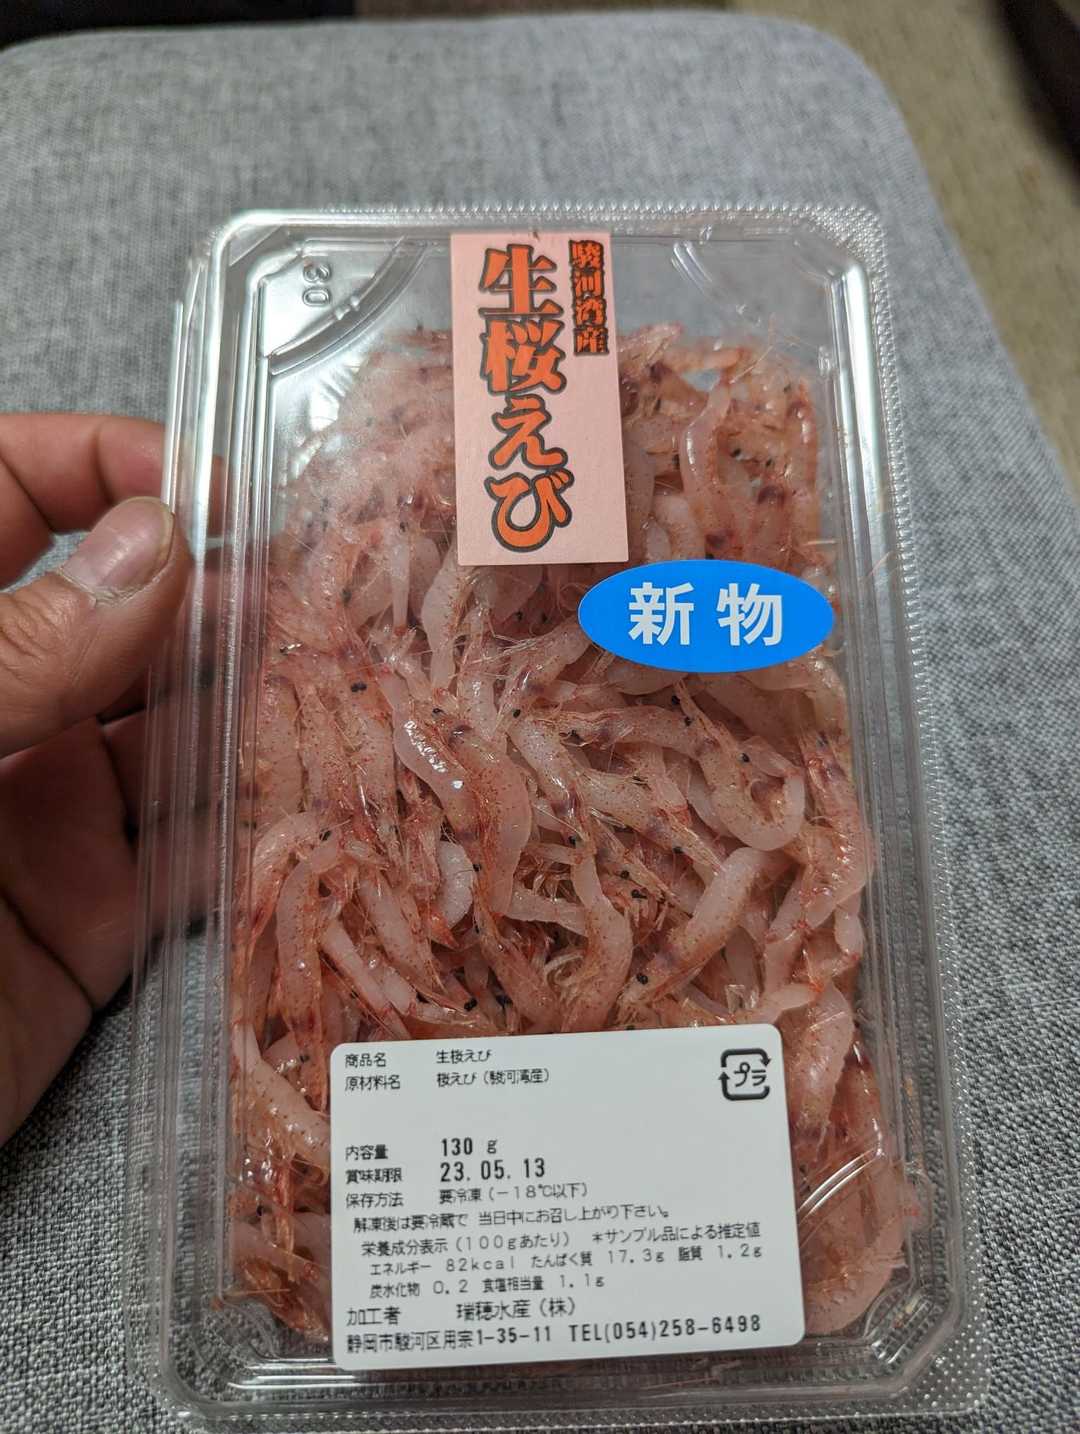 駿河湾産
生桜えび
新物
商品名 生桜えび
原材料名 桜えび（駿河湾産）
プラ
内容量 130 g
賞味期限 23.05.13
保存方法 要冷凍（－18℃以下）
解凍後は要冷蔵で 当日中にお召し上がり下さい。
栄養成分表示（100gあたり） ＊サンプル品による推定値
エネルギー 82kcal たんぱく質 17.3g 脂質 1.2g
炭水化物 0.2 食塩相当量 1.1g
加工者 瑞穂水産（株）
静岡市駿河区用宗1-35-11 TEL(054)258-6498